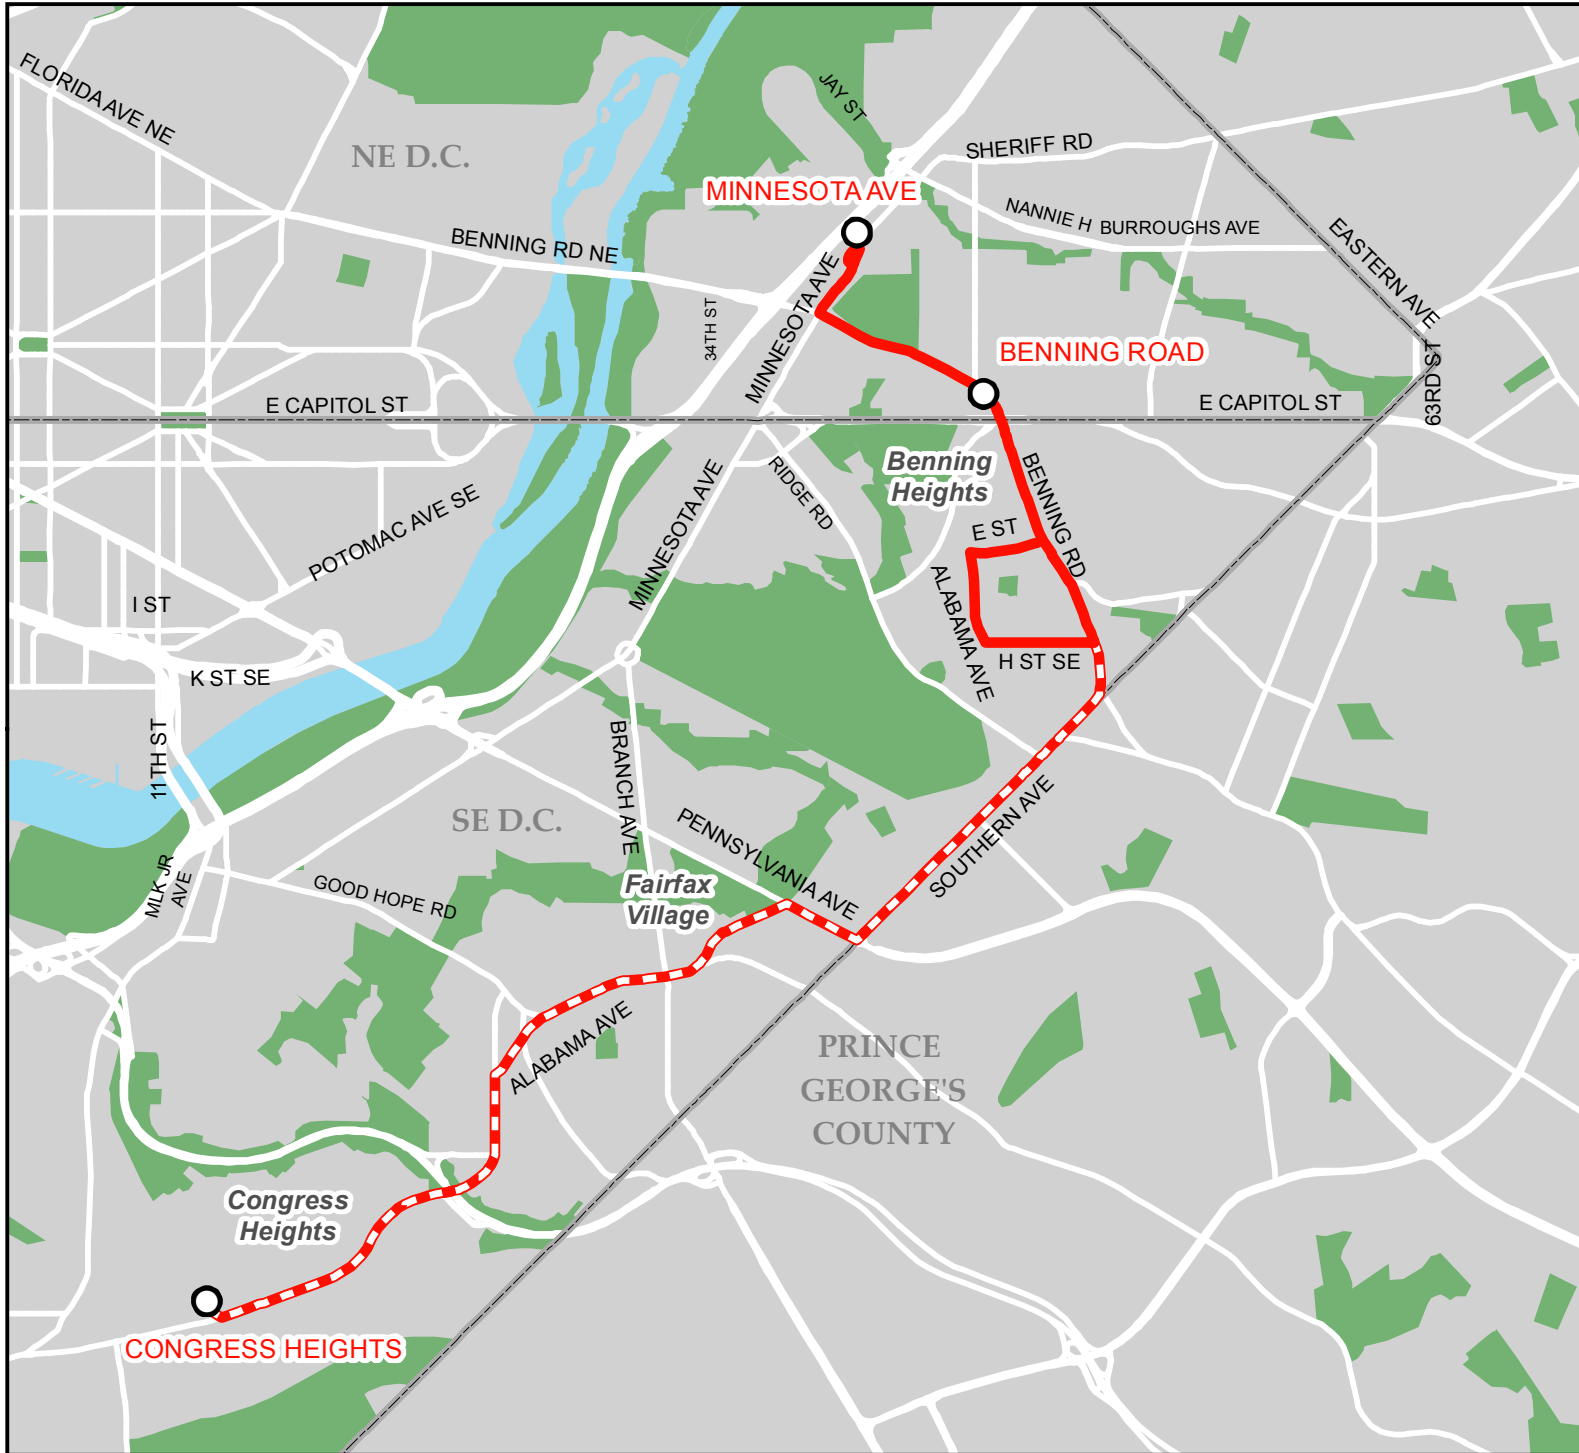 FLORIDA AVE NE
JAY ST
SHERIFF RD
NE D.C.
MINNESOTA AVE
NANNIE H BURROUGHS AVE
EASTERN AVE
BENNING RD NE
34TH ST
MINNESOTA AVE
BENNING ROAD
63RD ST
E CAPITOL ST
E CAPITOL ST
Benning
Heights
RIDGE RD
BENNING RD
POTOMAC AVE SE
MINNESOTA AVE
E ST
ALABAMA AVE
I ST
H ST SE
K ST SE
11TH ST
BRANCH AVE
SE D.C.
PENNSYLVANIA AVE
SOUTHERN AVE
MLK JR
AVE
GOOD HOPE RD
Fairfax
Village
ALABAMA AVE
PRINCE
GEORGE'S
COUNTY
Congress
Heights
CONGRESS HEIGHTS